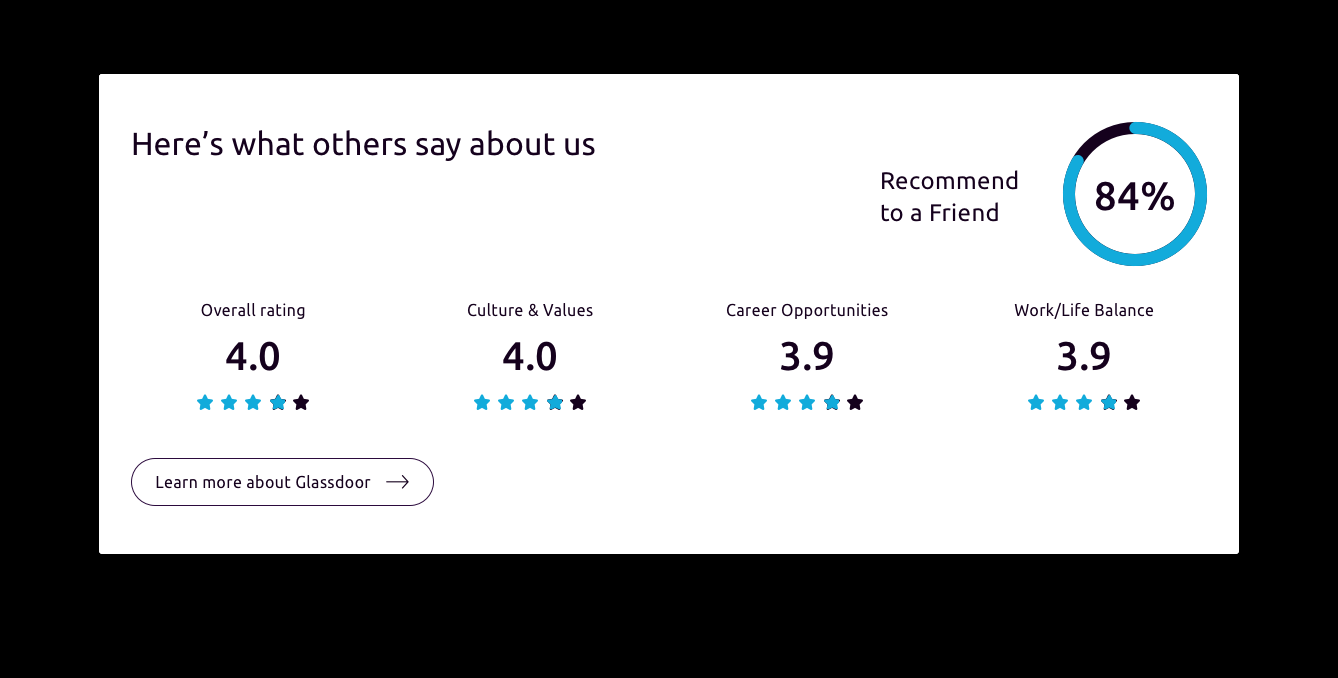 Here’s what others say about us
Recommend
to a Friend
84%
Overall rating
4.0
Culture & Values
4.0
Career Opportunities
3.9
Work/Life Balance
3.9
Learn more about Glassdoor